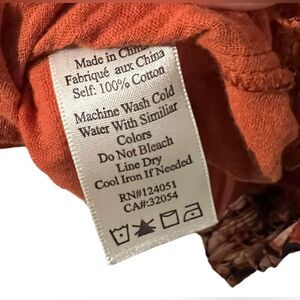 Made in China
Fabriqué aux China
Self: 100% Cotton
Machine Wash Cold
Water With Similiar
Colors
Do Not Bleach
Line Dry
Cool Iron If Needed
RN#124051
CA#:32054